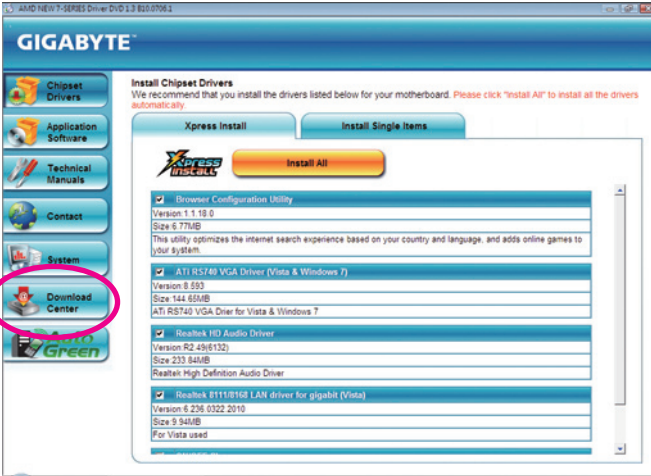 AMD NEW 7-SERIES Driver DVD 1.3 B10.0706.1
GIGABYTE™
Chipset
Drivers
Application
Software
Technical
Manuals
Contact
System
Download
Center
Auto
Green
Install Chipset Drivers
We recommend that you install the drivers listed below for your motherboard. Please click "Install All" to install all the drivers
automatically.
Xpress Install
Install Single Items
Xpress
Install
Install All
Browser Configuration Utility
Version:1.1.18.0
Size:6.77MB
This utility optimizes the internet search experience based on your country and language, and adds online games to
your system.
ATI RS740 VGA Driver (Vista & Windows 7)
Version:8.593
Size:144.65MB
ATI RS740 VGA Drier for Vista & Windows 7
Realtek HD Audio Driver
Version:R2.49(6132)
Size:233.84MB
Realtek High Definition Audio Driver
Realtek 8111/8168 LAN driver for gigabit (Vista)
Version:6.236.0322.2010
Size:9.94MB
For Vista used